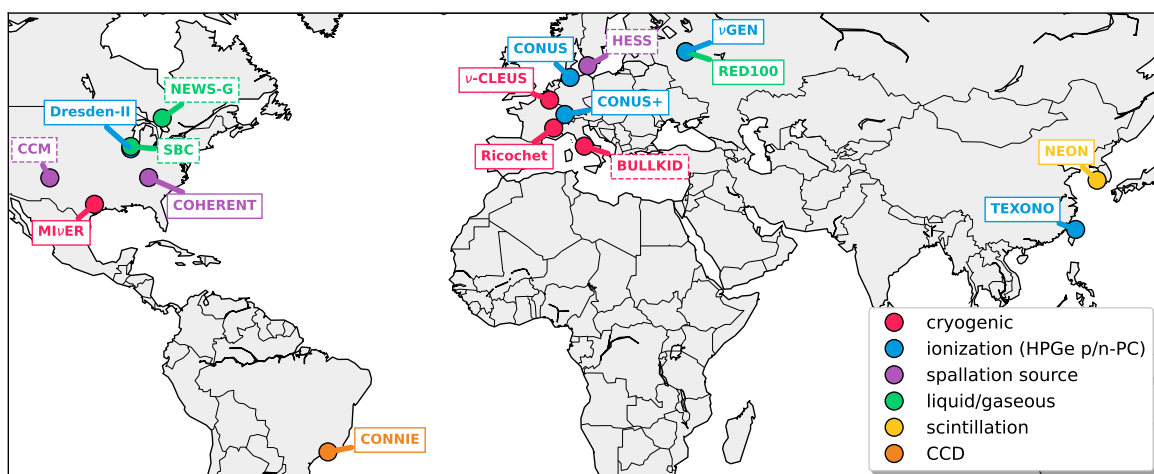 HESS
νGEN
CONUS
RED100
ν-CLEUS
NEWS-G
CONUS+
Dresden-II
SBC
CCM
Ricochet
BULLKID
NEON
COHERENT
TEXONO
MIνER
CONNIE
cryogenic
ionization (HPGe p/n-PC)
spallation source
liquid/gaseous
scintillation
CCD